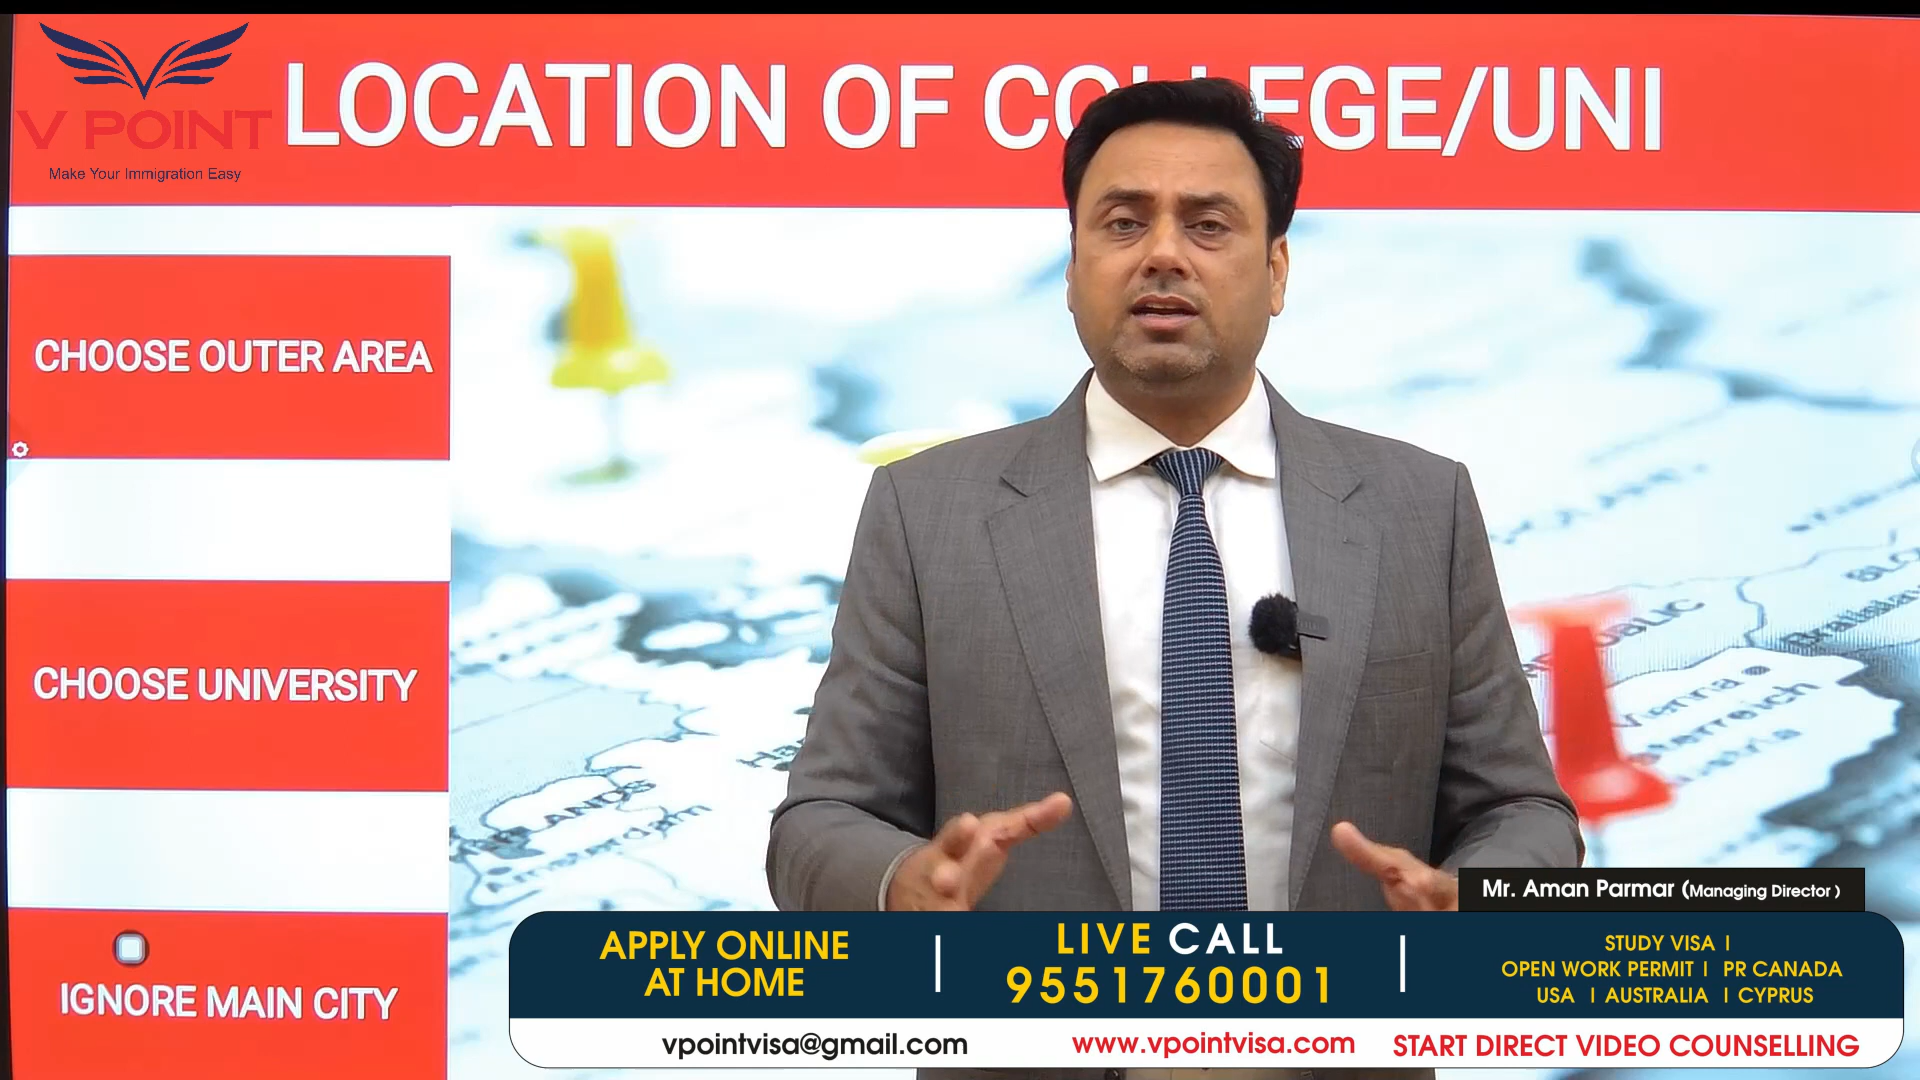 V POINT
Make Your Immigration Easy
LOCATION OF CO EGE/UNI
CHOOSE OUTER AREA
CHOOSE UNIVERSITY
IGNORE MAIN CITY
Vienna
Mr. Aman Parmar (Managing Director )
APPLY ONLINE
AT HOME
LIVE CALL
9551760001
STUDY VISA |
OPEN WORK PERMIT | PR CANADA
USA | AUSTRALIA | CYPRUS
vpointvisa@gmail.com
www.vpointvisa.com
START DIRECT VIDEO COUNSELLING